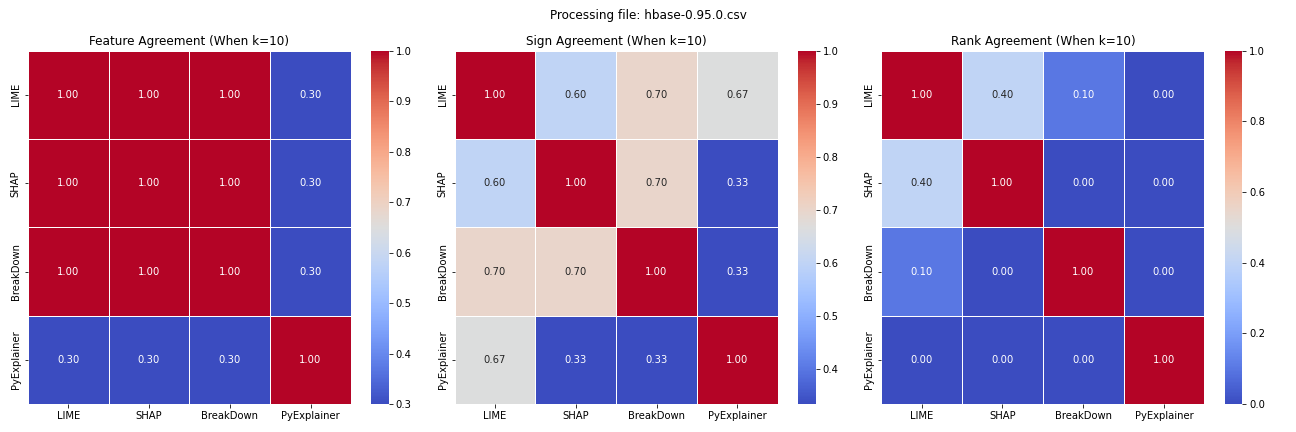 Processing file: hbase-0.95.0.csv
Feature Agreement (When k=10)
LIME 1.00 1.00 1.00 0.30
SHAP 1.00 1.00 1.00 0.30
BreakDown 1.00 1.00 1.00 0.30
PyExplainer 0.30 0.30 0.30 1.00
LIME SHAP BreakDown PyExplainer
1.0
0.9
0.8
0.7
0.6
0.5
0.4
0.3
Sign Agreement (When k=10)
LIME 1.00 0.60 0.70 0.67
SHAP 0.60 1.00 0.70 0.33
BreakDown 0.70 0.70 1.00 0.33
PyExplainer 0.67 0.33 0.33 1.00
LIME SHAP BreakDown PyExplainer
1.0
0.9
0.8
0.7
0.6
0.5
0.4
Rank Agreement (When k=10)
LIME 1.00 0.40 0.10 0.00
SHAP 0.40 1.00 0.00 0.00
BreakDown 0.10 0.00 1.00 0.00
PyExplainer 0.00 0.00 0.00 1.00
LIME SHAP BreakDown PyExplainer
1.0
0.8
0.6
0.4
0.2
0.0